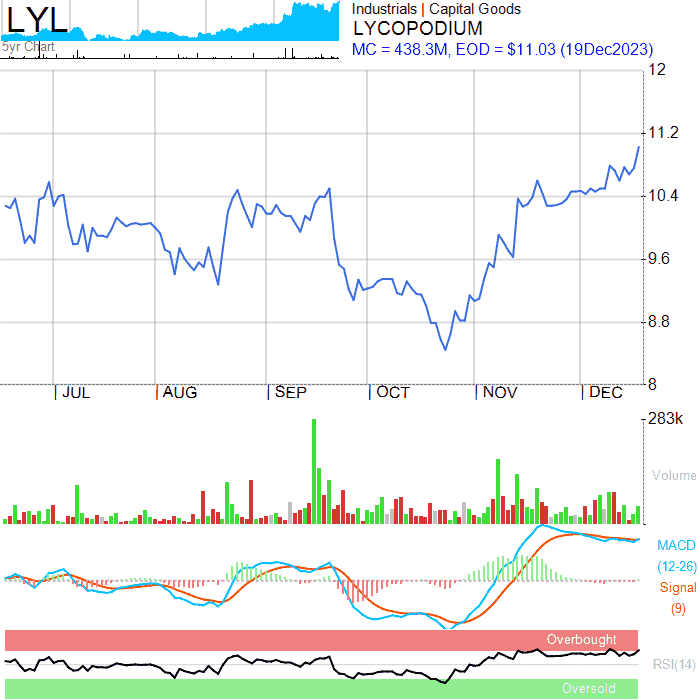 LYL
5yr Chart
Industrials | Capital Goods
LYCOPODIUM
MC = 438.3M, EOD = $11.03 (19Dec2023)
12
11.2
10.4
9.6
8.8
8
JUL AUG SEP OCT NOV DEC
283k
Volume
MACD
(12-26)
Signal
(9)
Overbought
RSI(14)
Oversold